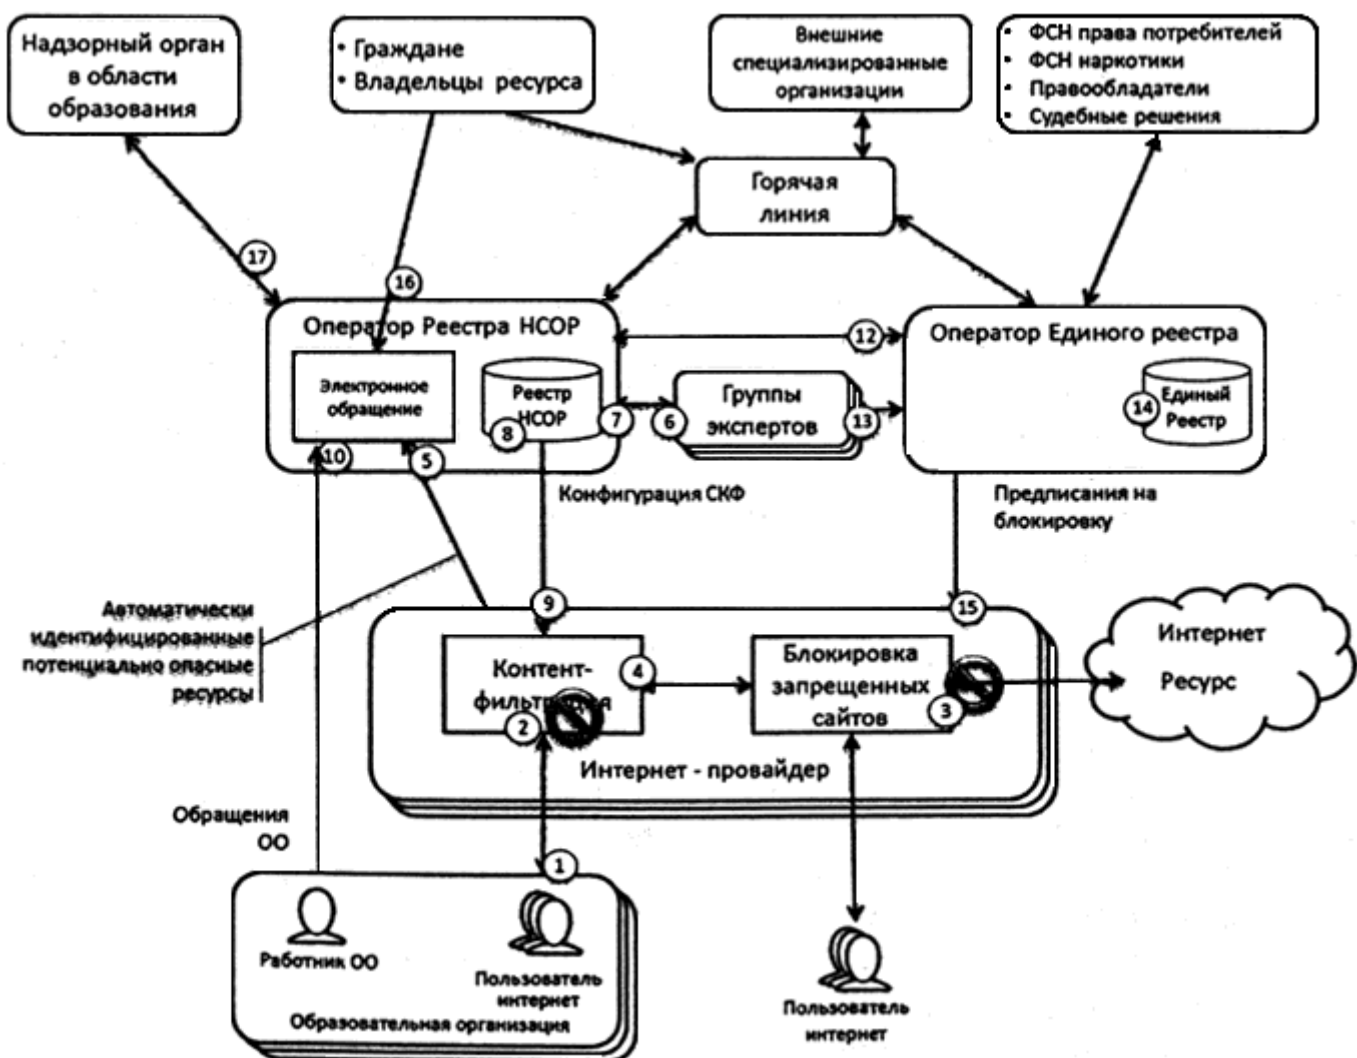 Надзорный орган
в области
образования
• Граждане
• Владельцы ресурса
Внешние
специализированные
организации
• ФСН права потребителей
• ФСН наркотики
• Правообладатели
• Судебные решения
Горячая
линия
17
16
Оператор Реестра НСОР
12
Оператор Единого реестра
Электронное
обращение
Реестр
НСОР
8
7
6
Группы
экспертов
13
14
Единый
Реестр
10
5
Конфигурация СКФ
Предписания на
блокировку
Автоматически
идентифицированные
потенциально опасные
ресурсы
9
15
Контент-
фильтрация
2
4
Блокировка
запрещенных
сайтов
3
Интернет
Ресурс
Интернет - провайдер
Обращения
ОО
1
Работник ОО
Пользователь
интернет
Образовательная организация
Пользователь
интернет